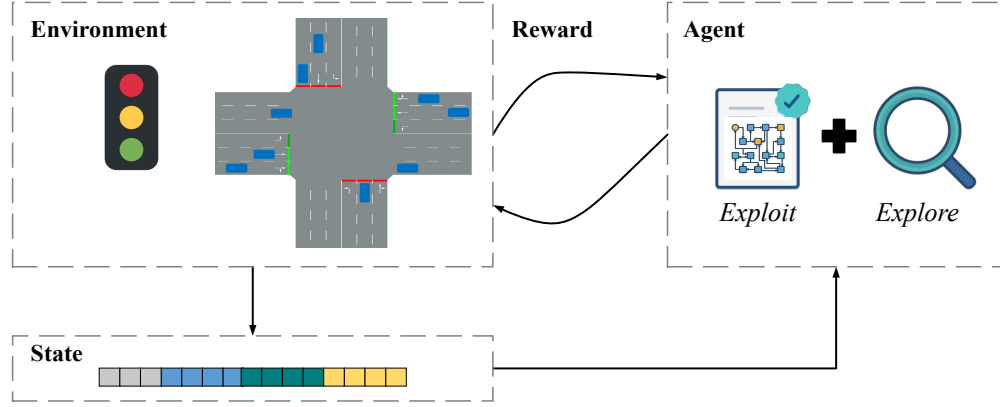 Environment
Reward
Agent
Exploit
Explore
State